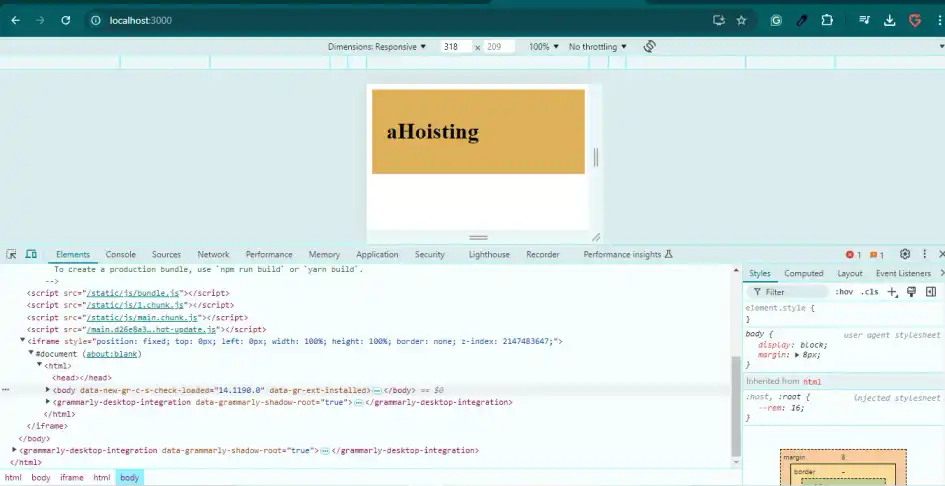 localhost:3000
Dimensions: Responsive 318 x 209 100% No throttling
aHoisting
Elements Console Sources Network Performance Memory Application Security Lighthouse Recorder Performance insights 1 1
To create a production bundle, use `npm run build` or `yarn build`.
-->
<script src="/static/js/bundle.js"></script>
<script src="/static/js/1.chunk.js"></script>
<script src="/static/js/main.chunk.js"></script>
<script src="/main.d26e8a3…hot-update.js"></script>
<iframe style="position: fixed; top: 0px; left: 0px; width: 100%; height: 100%; border: none; z-index: 2147483647;">
#document (about:blank)
<html>
<head></head>
<body data-new-gr-c-s-check-loaded="14.1190.0" data-gr-ext-installed>…</body> == $0
<grammarly-desktop-integration data-grammarly-shadow-root="true">…</grammarly-desktop-integration>
</html>
</iframe>
</body>
<grammarly-desktop-integration data-grammarly-shadow-root="true">…</grammarly-desktop-integration>
</html>
html body iframe html body
Styles Computed Layout Event Listeners
Filter :hov .cls
element.style {
}
body { user agent stylesheet
display: block;
margin: 8px;
}
Inherited from html
:host, :root { injected stylesheet
--rem: 16;
}
margin 8
border -